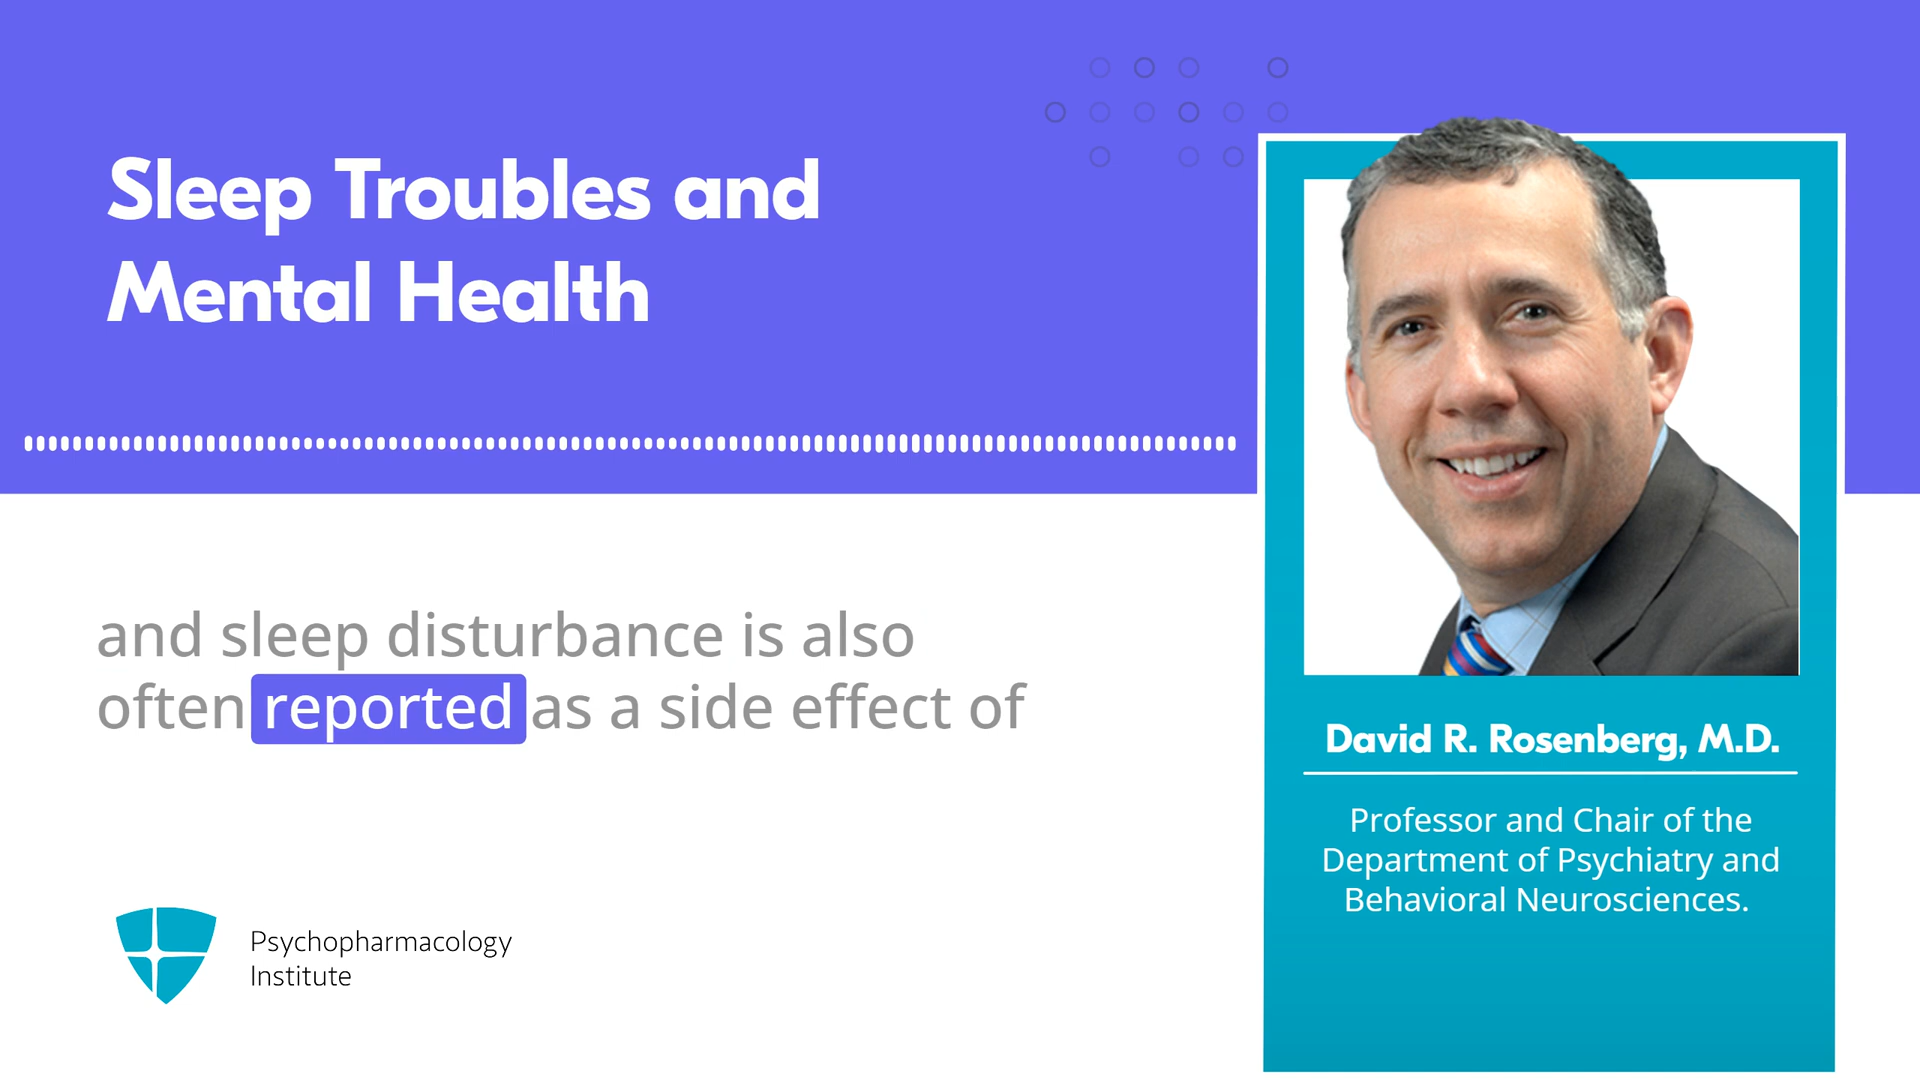 Sleep Troubles and
Mental Health
and sleep disturbance is also
often reported as a side effect of
Psychopharmacology
Institute
David R. Rosenberg, M.D.
Professor and Chair of the
Department of Psychiatry and
Behavioral Neurosciences.